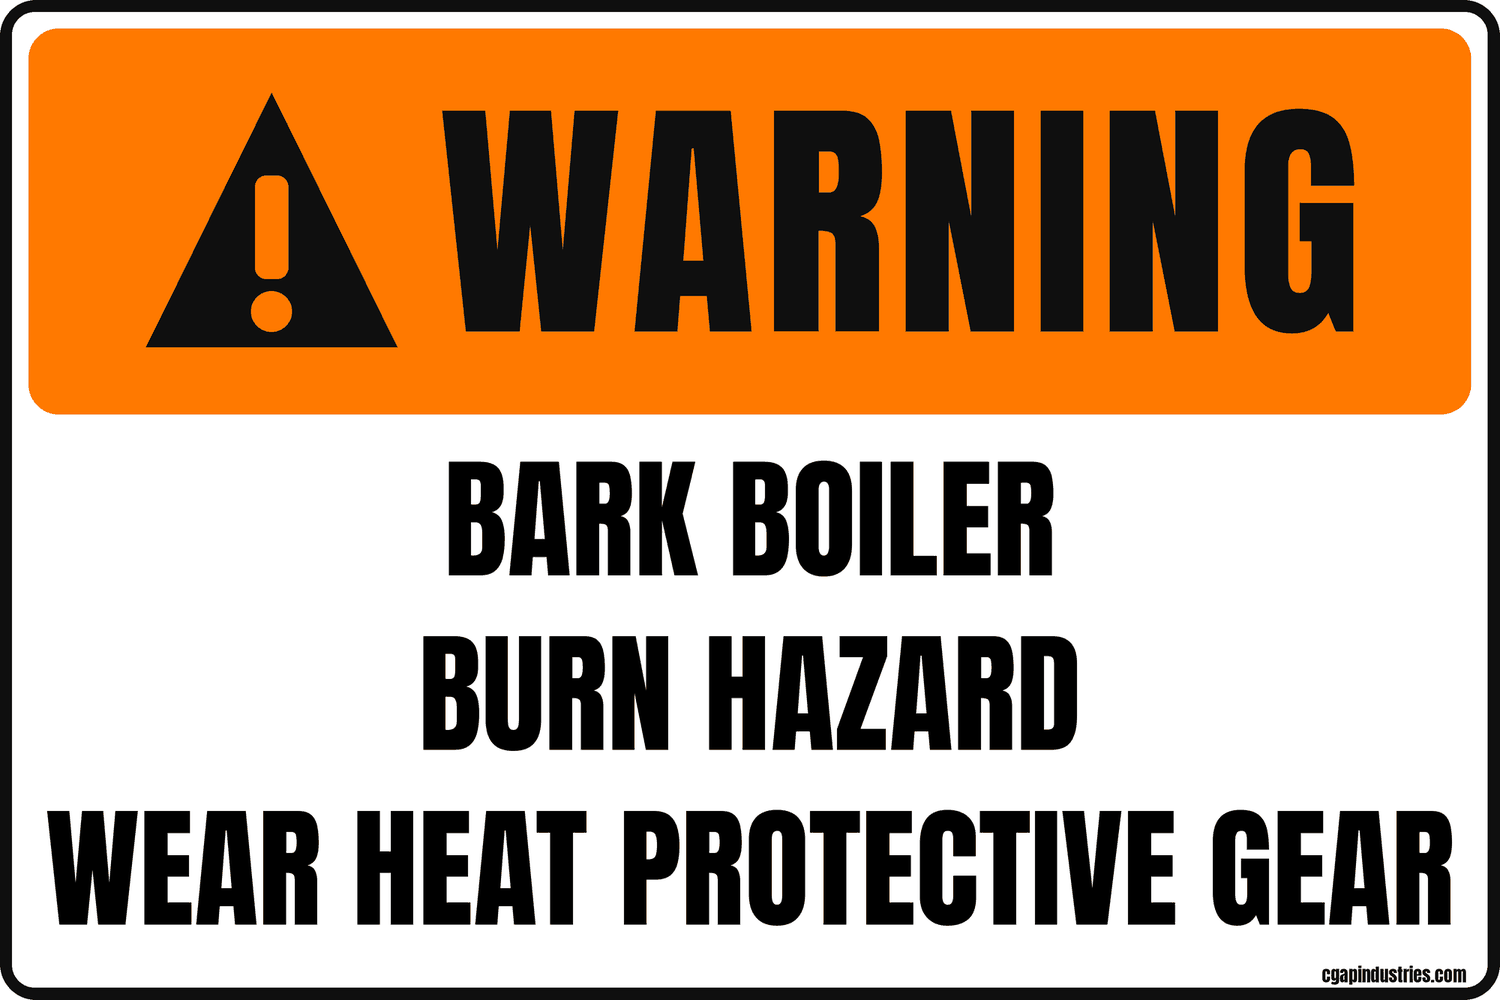 WARNING
BARK BOILER
BURN HAZARD
WEAR HEAT PROTECTIVE GEAR
cgapindustries.com